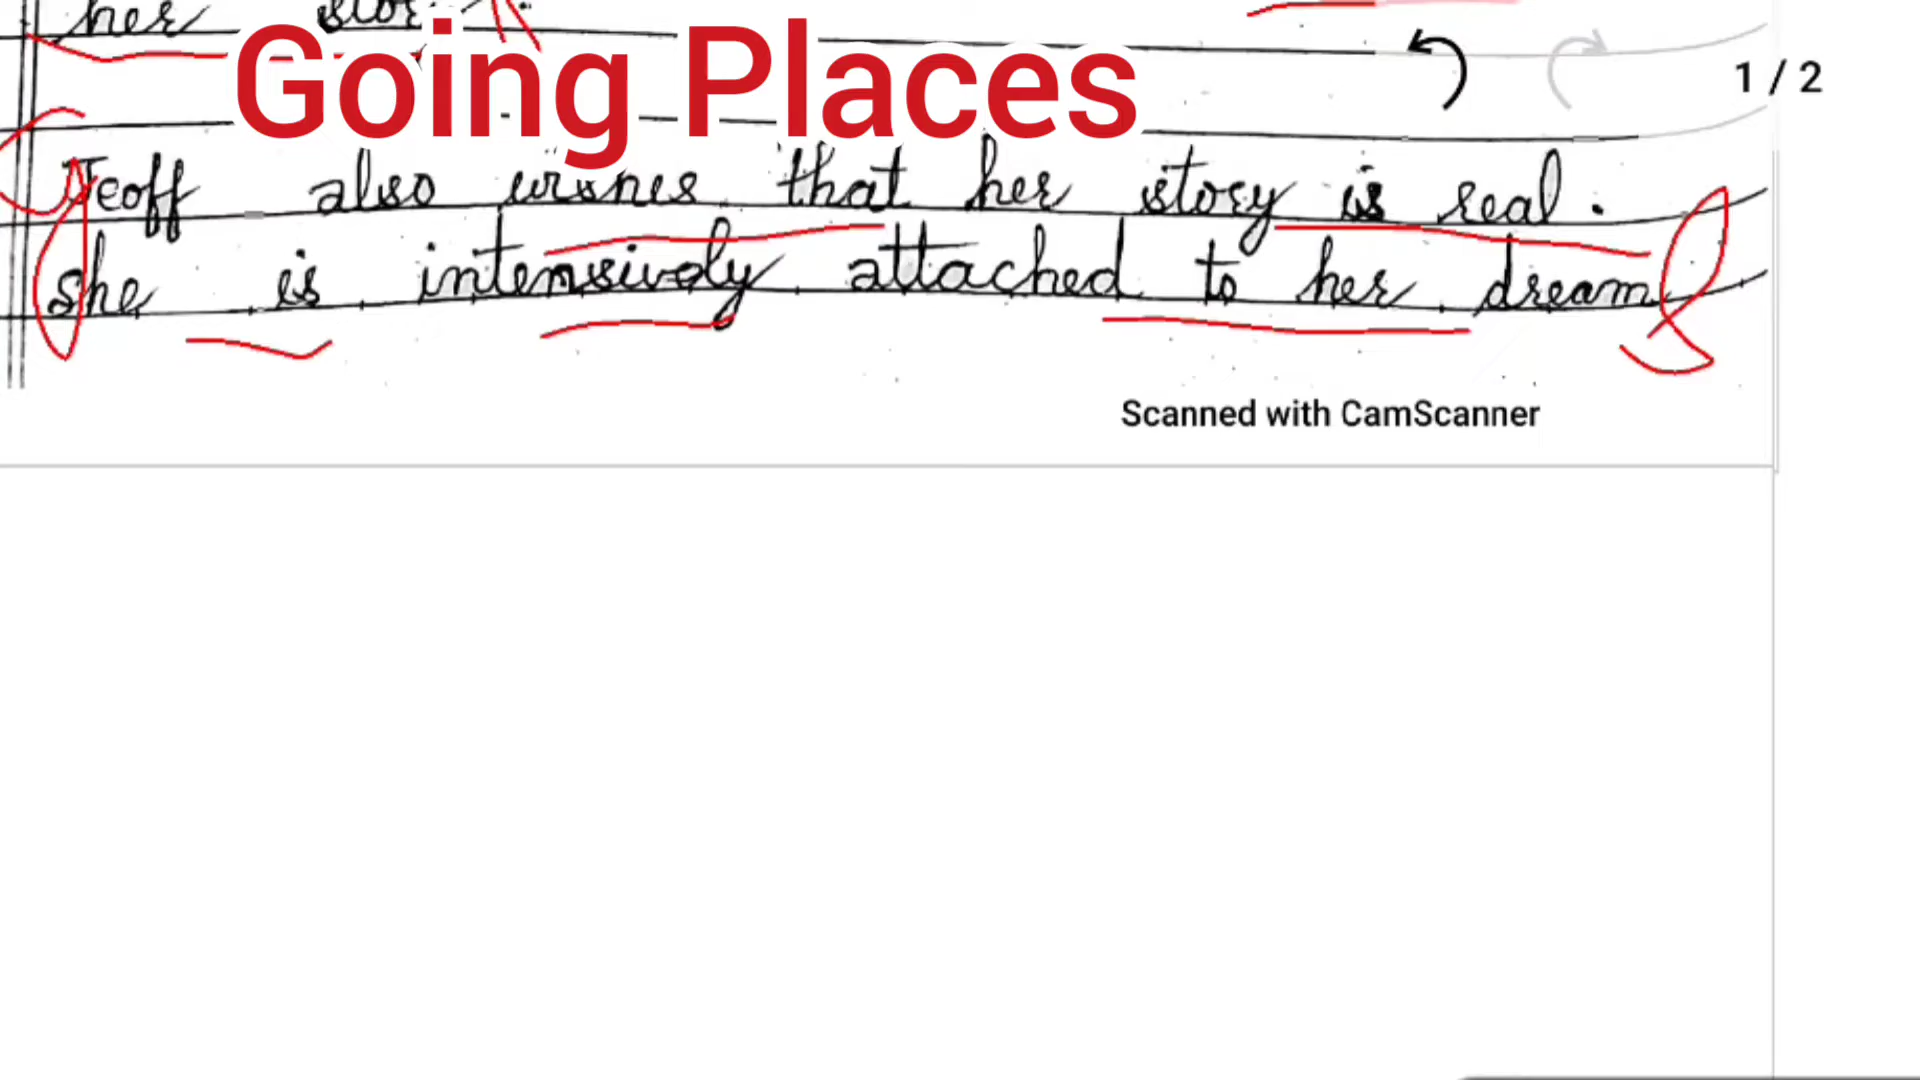 her
Going Places
1 / 2
Jeoff also wishes that her story is real.
she is intensively attached to her dream
Scanned with CamScanner